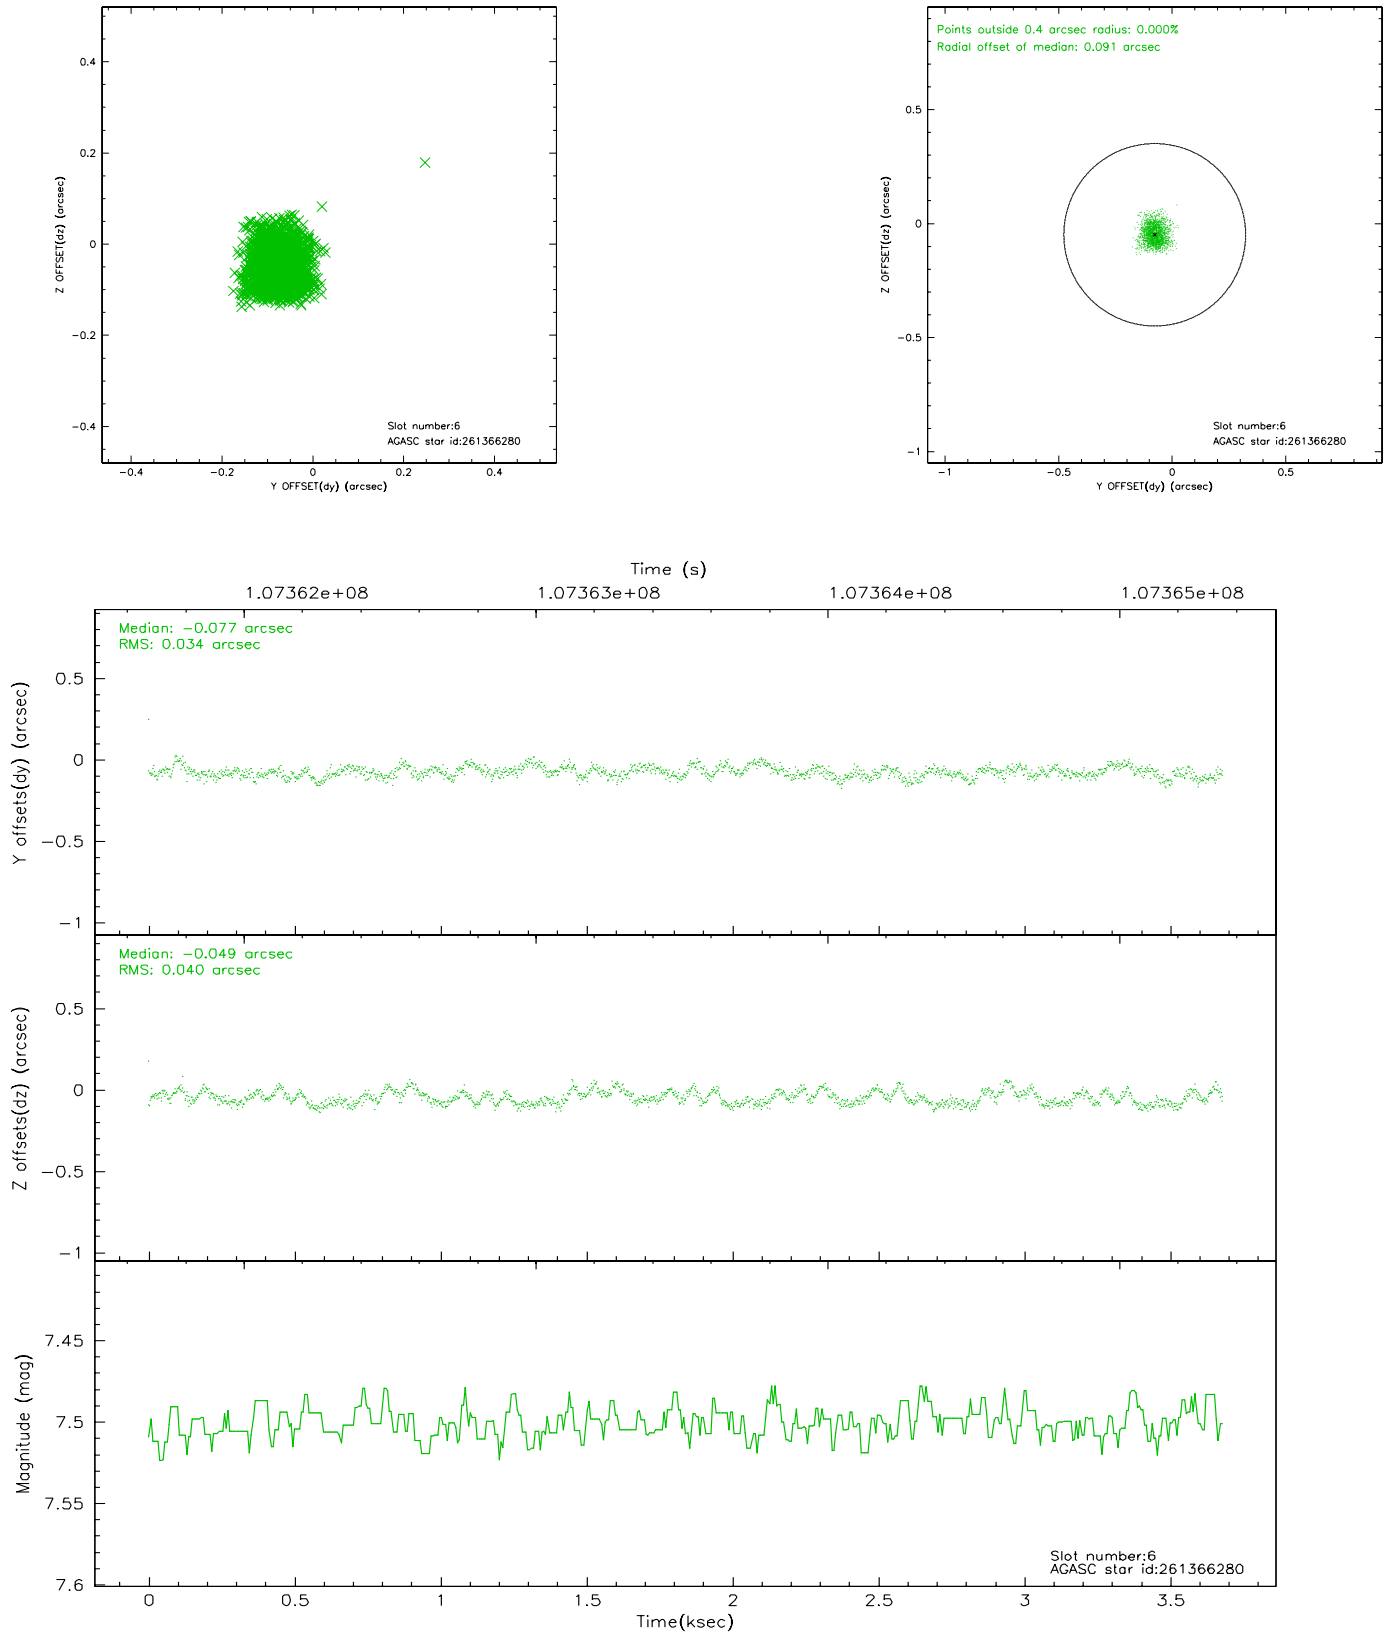 0.4
0.2
0
−0.2
−0.4
Z OFFSET(dz) (arcsec)
Slot number:6
AGASC star id:261366280
−0.4 −0.2 0 0.2 0.4
Y OFFSET(dy) (arcsec)
Points outside 0.4 arcsec radius: 0.000%
Radial offset of median: 0.091 arcsec
0.5
0
−0.5
−1
Z OFFSET(dz) (arcsec)
Slot number:6
AGASC star id:261366280
−1 −0.5 0 0.5
Y OFFSET(dy) (arcsec)
Time (s)
1.07362e+08 1.07363e+08 1.07364e+08 1.07365e+08
Median: −0.077 arcsec
RMS: 0.034 arcsec
0.5
0
−0.5
−1
Y offsets(dy) (arcsec)
Median: −0.049 arcsec
RMS: 0.040 arcsec
0.5
0
−0.5
−1
Z offsets(dz) (arcsec)
7.45
7.5
7.55
7.6
Magnitude (mag)
Slot number:6
AGASC star id:261366280
0 0.5 1 1.5 2 2.5 3 3.5
Time(ksec)